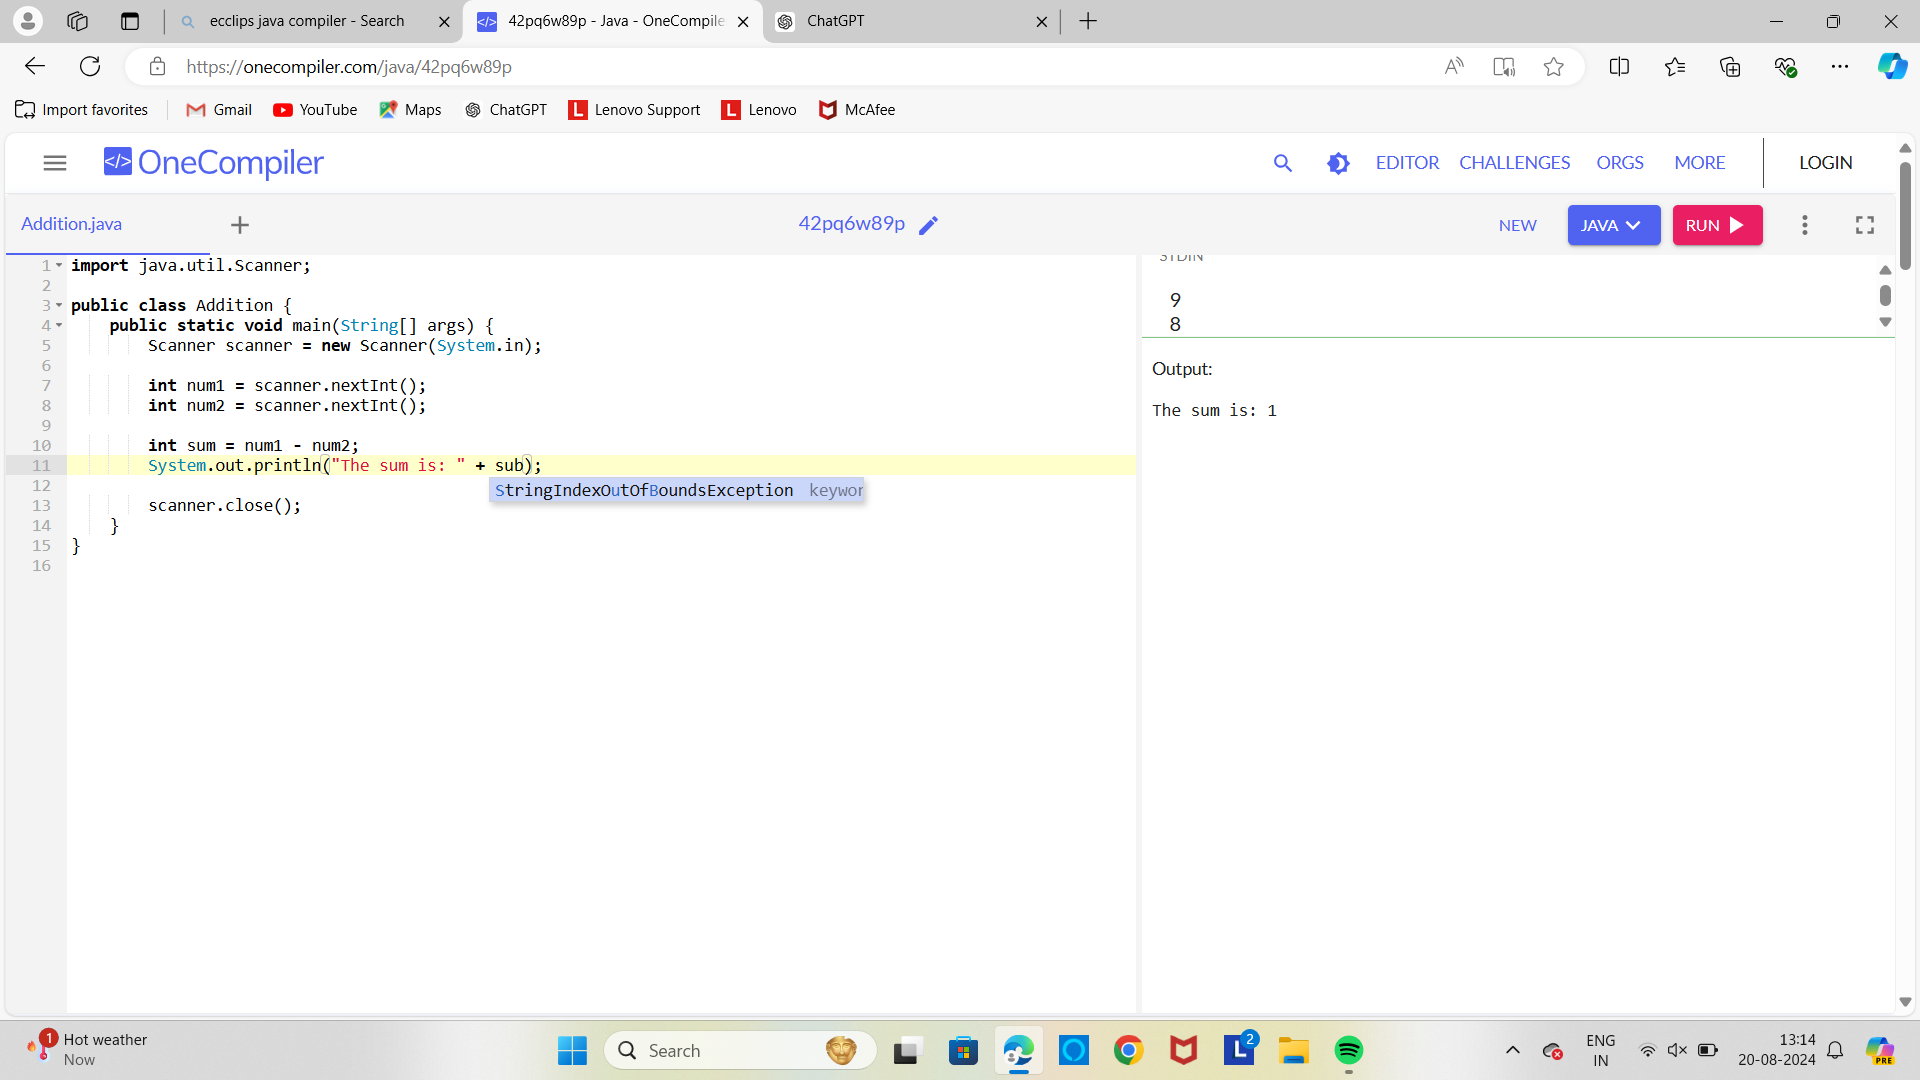 ecclips java compiler - Search
42pq6w89p - Java - OneCompile
ChatGPT
https://onecompiler.com/java/42pq6w89p
Import favorites
Gmail
YouTube
Maps
ChatGPT
Lenovo Support
Lenovo
McAfee
OneCompiler
EDITOR
CHALLENGES
ORGS
MORE
LOGIN
Addition.java
42pq6w89p
NEW
JAVA
RUN
1 import java.util.Scanner;
2
3 public class Addition {
4 public static void main(String[] args) {
5 Scanner scanner = new Scanner(System.in);
6
7 int num1 = scanner.nextInt();
8 int num2 = scanner.nextInt();
9
10 int sum = num1 - num2;
11 System.out.println("The sum is: " + sub);
12
StringIndexOutOfBoundsException keywor
13 scanner.close();
14 }
15 }
16
STDIN
9
8
Output:
The sum is: 1
1
Hot weather
Now
Search
2
ENG
IN
13:14
20-08-2024
PRE